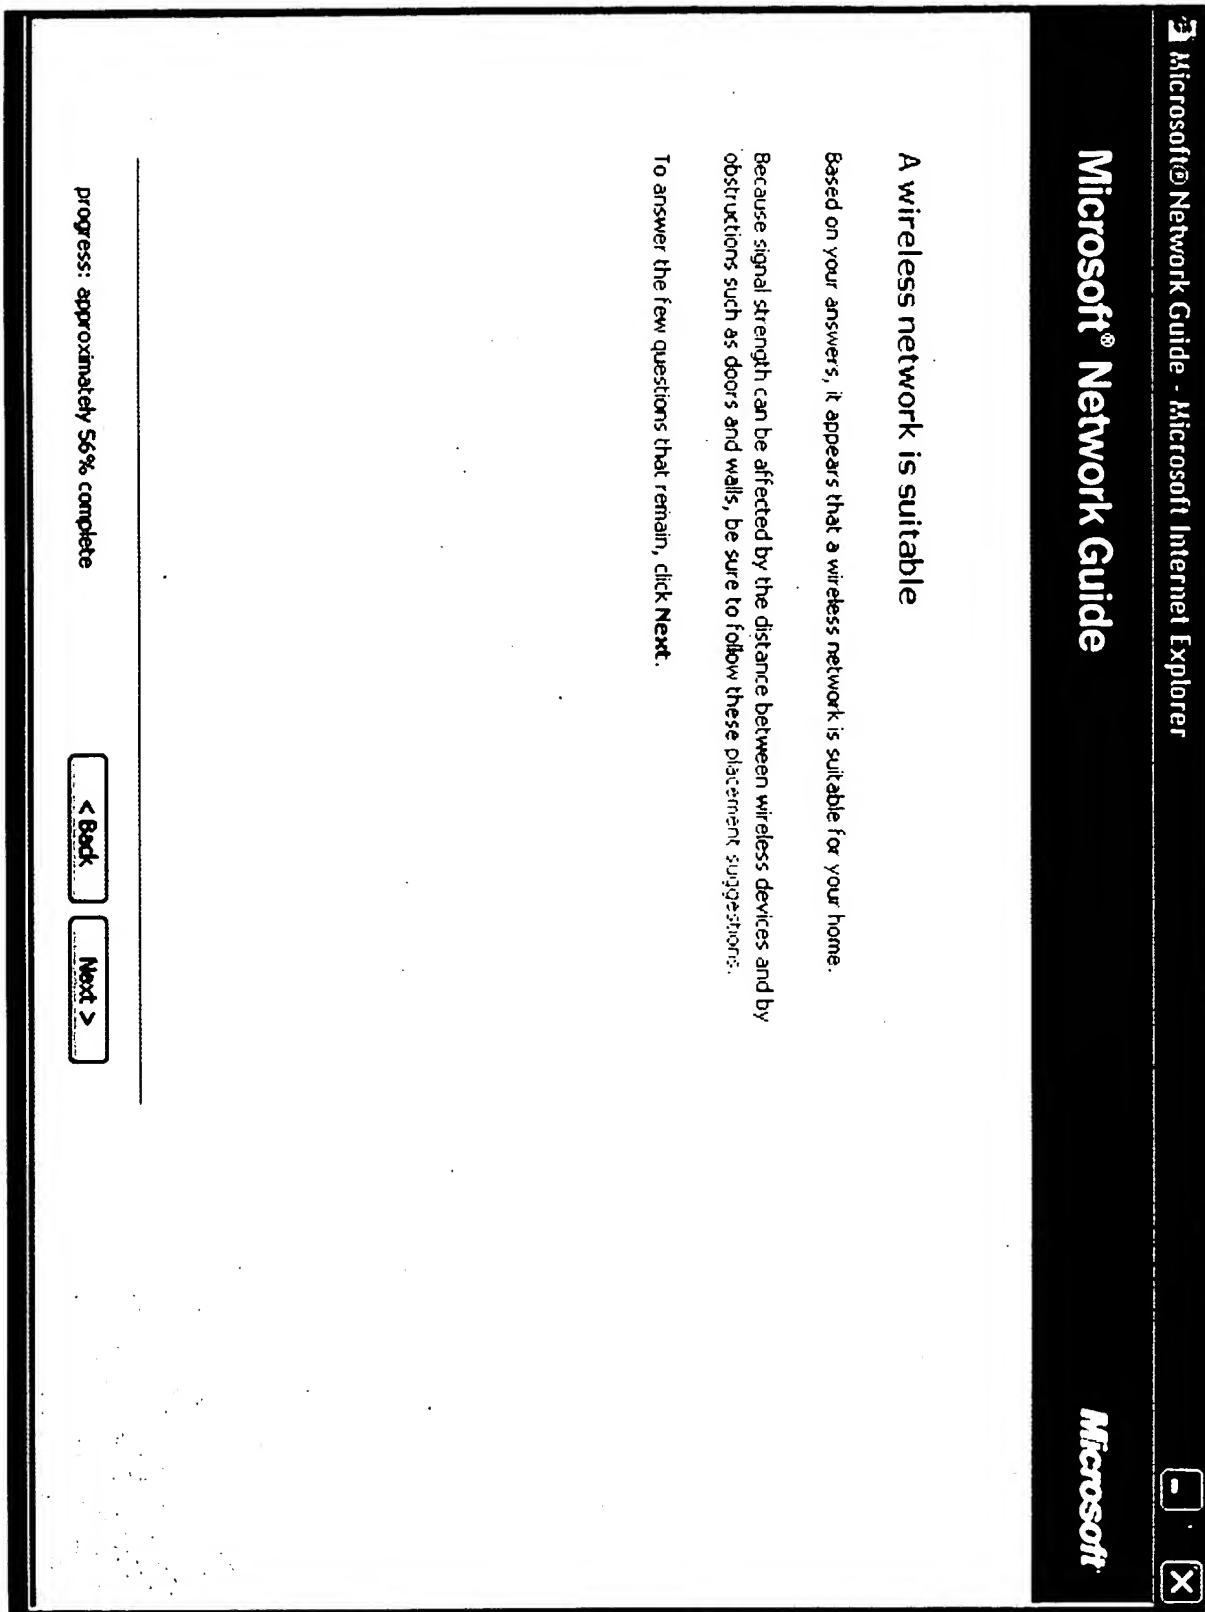 Microsoft® Network Guide - Microsoft Internet Explorer
Microsoft® Network Guide
Microsoft
A wireless network is suitable
Based on your answers, it appears that a wireless network is suitable for your home.
Because signal strength can be affected by the distance between wireless devices and by
obstructions such as doors and walls, be sure to follow these placement suggestions.
To answer the few questions that remain, click Next.
progress: approximately 56% complete
< Back
Next >